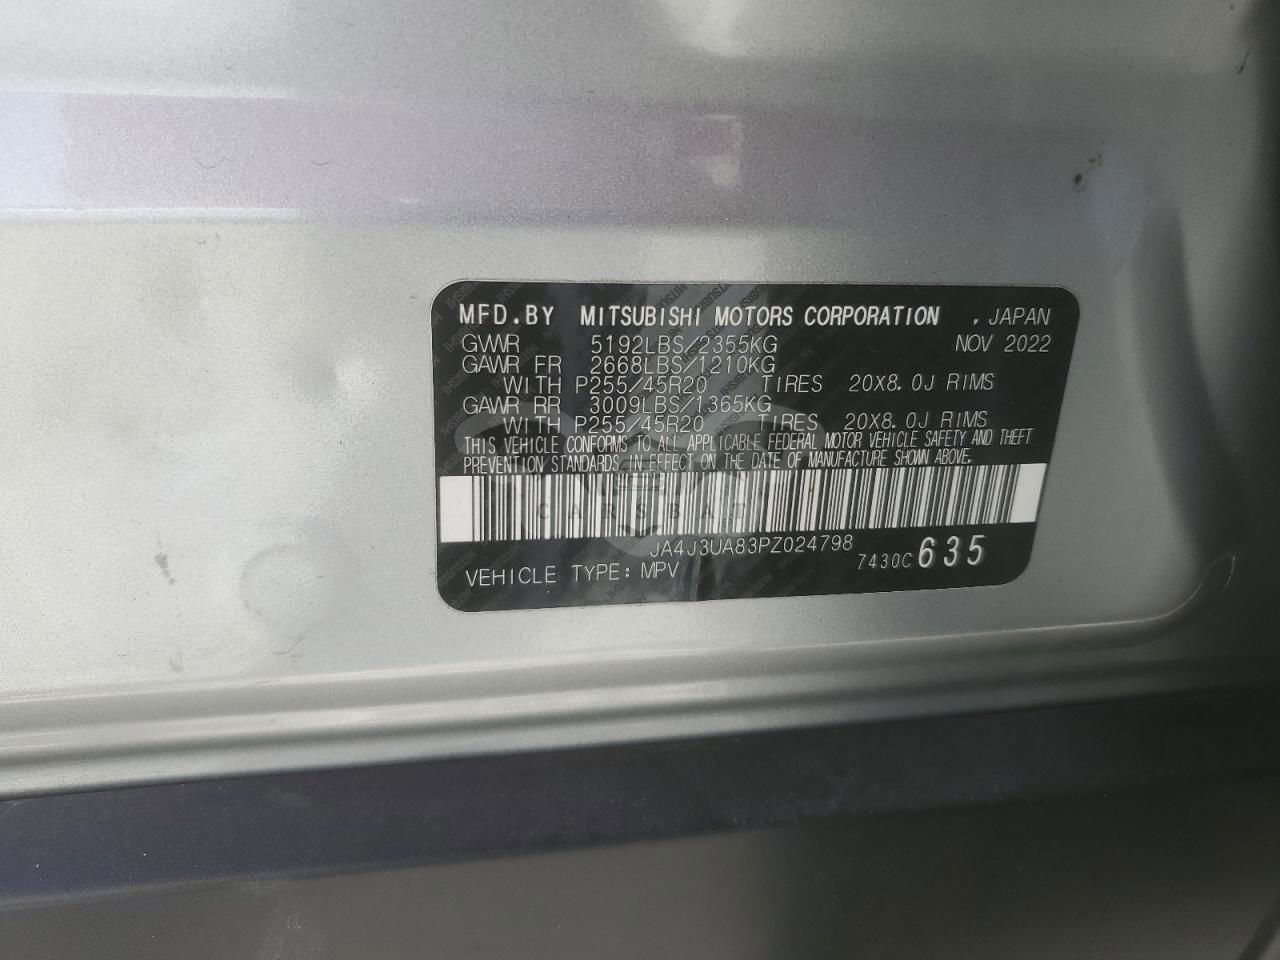 MFD.BY MITSUBISHI MOTORS CORPORATION , JAPAN
GVWR 5192LBS/2355KG NOV 2022
GAWR FR 2668LBS/1210KG
WITH P255/45R20 TIRES 20X8.0J RIMS
GAWR RR 3009LBS/1365KG
WITH P255/45R20 TIRES 20X8.0J RIMS
THIS VEHICLE CONFORMS TO ALL APPLICABLE FEDERAL MOTOR VEHICLE SAFETY AND THEFT
PREVENTION STANDARDS IN EFFECT ON THE DATE OF MANUFACTURE SHOWN ABOVE.
CARSBAT
JA4J3UA83PZ024798
7430C 635
VEHICLE TYPE: MPV